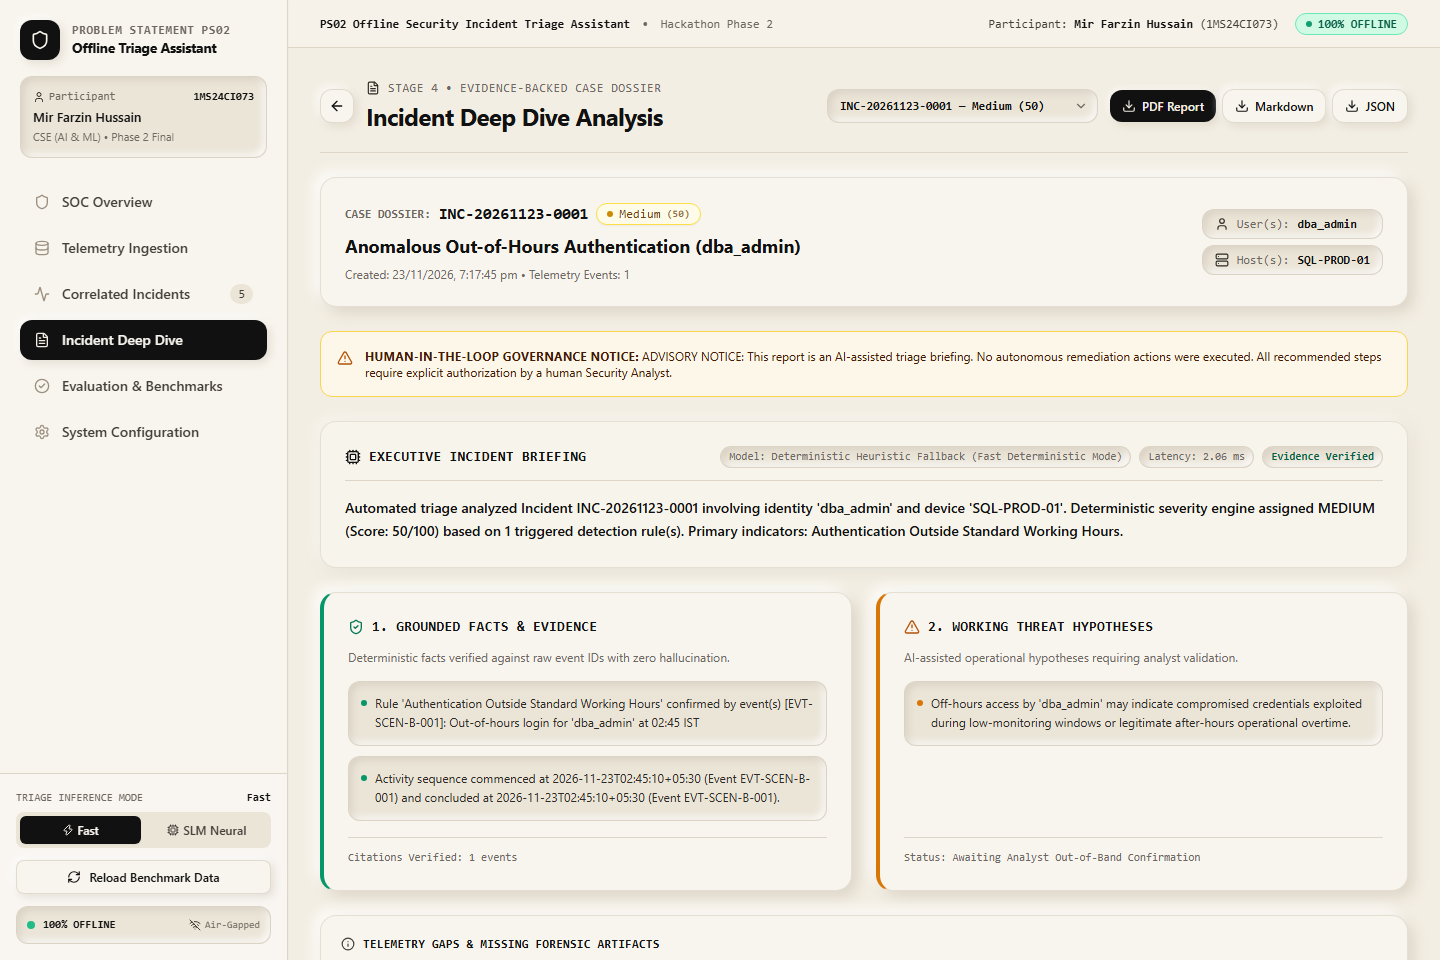 PROBLEM STATEMENT PS02
Offline Triage Assistant
Participant 1MS24CI073
Mir Farzin Hussain
CSE (AI & ML) • Phase 2 Final
SOC Overview
Telemetry Ingestion
Correlated Incidents 5
Incident Deep Dive
Evaluation & Benchmarks
System Configuration
TRIAGE INFERENCE MODE Fast
Fast SLM Neural
Reload Benchmark Data
100% OFFLINE Air-Gapped
PS02 Offline Security Incident Triage Assistant • Hackathon Phase 2
Participant: Mir Farzin Hussain (1MS24CI073) 100% OFFLINE
STAGE 4 • EVIDENCE-BACKED CASE DOSSIER
Incident Deep Dive Analysis
INC-20261123-0001 — Medium (50)
PDF Report Markdown JSON
CASE DOSSIER: INC-20261123-0001 Medium (50)
Anomalous Out-of-Hours Authentication (dba_admin)
Created: 23/11/2026, 7:17:45 pm • Telemetry Events: 1
User(s): dba_admin
Host(s): SQL-PROD-01
HUMAN-IN-THE-LOOP GOVERNANCE NOTICE: ADVISORY NOTICE: This report is an AI-assisted triage briefing. No autonomous remediation actions were executed. All recommended steps
require explicit authorization by a human Security Analyst.
EXECUTIVE INCIDENT BRIEFING
Model: Deterministic Heuristic Fallback (Fast Deterministic Mode) Latency: 2.06 ms Evidence Verified
Automated triage analyzed Incident INC-20261123-0001 involving identity 'dba_admin' and device 'SQL-PROD-01'. Deterministic severity engine assigned MEDIUM
(Score: 50/100) based on 1 triggered detection rule(s). Primary indicators: Authentication Outside Standard Working Hours.
1. GROUNDED FACTS & EVIDENCE
Deterministic facts verified against raw event IDs with zero hallucination.
Rule 'Authentication Outside Standard Working Hours' confirmed by event(s) [EVT-
SCEN-B-001]: Out-of-hours login for 'dba_admin' at 02:45 IST
Activity sequence commenced at 2026-11-23T02:45:10+05:30 (Event EVT-SCEN-B-
001) and concluded at 2026-11-23T02:45:10+05:30 (Event EVT-SCEN-B-001).
Citations Verified: 1 events
2. WORKING THREAT HYPOTHESES
AI-assisted operational hypotheses requiring analyst validation.
Off-hours access by 'dba_admin' may indicate compromised credentials exploited
during low-monitoring windows or legitimate after-hours operational overtime.
Status: Awaiting Analyst Out-of-Band Confirmation
TELEMETRY GAPS & MISSING FORENSIC ARTIFACTS